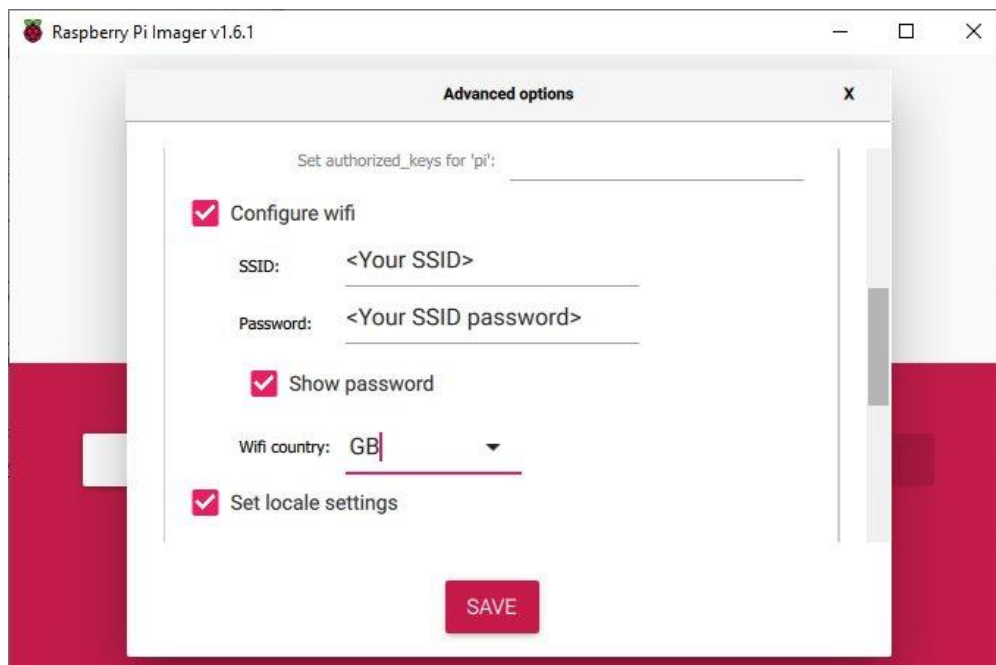 Raspberry Pi Imager v1.6.1
Advanced options
X
Set authorized_keys for 'pi':
Configure wifi
SSID: <Your SSID>
Password: <Your SSID password>
Show password
Wifi country: GB
Set locale settings
SAVE